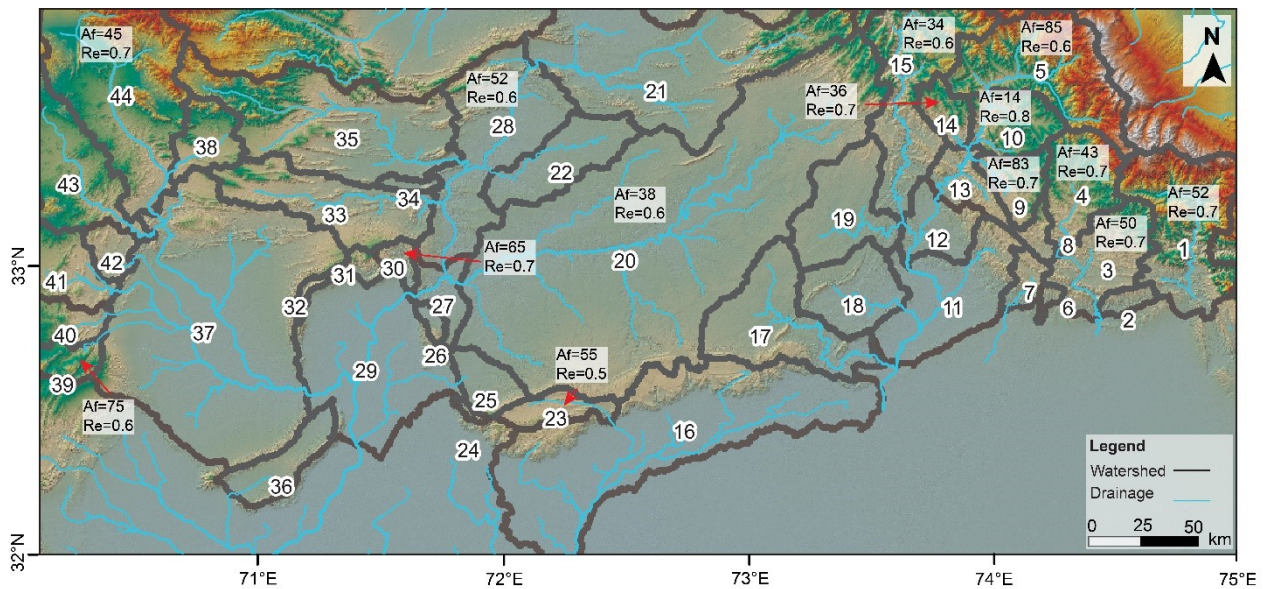 Af=45
Re=0.7
44
43
42
41
40
39
Af=75
Re=0.6
38
35
33
34
31
30
32
37
29
36
Af=52
Re=0.6
28
21
22
Af=65
Re=0.7
27
26
25
24
Af=55
Re=0.5
23
16
Af=38
Re=0.6
20
Af=36
Re=0.7
19
18
17
Af=34
Re=0.6
15
Af=85
Re=0.6
5
14
Af=14
Re=0.8
10
Af=83
Re=0.7
13
9
12
11
Af=43
Re=0.7
4
8
Af=50
Re=0.7
3
Af=52
Re=0.7
1
7
6
2
N
Legend
Watershed
Drainage
0 25 50
km
33°N
32°N
71°E
72°E
73°E
74°E
75°E